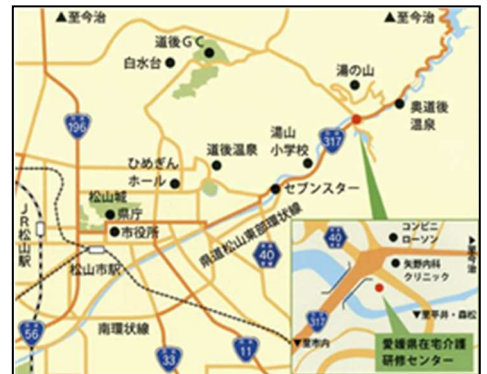 ▲至今治
▲至今治
道後GC
白水台
湯の山
奥道後
温泉
196
317
湯山
小学校
道後温泉
ひめぎん
ホール
セブンスター
松山城
県庁
市役所
JR松山駅
松山市駅
県道松山東部環状線
40
南環状線
56
33
11
40
コンビニ
ローソン
▲至今治
矢野内科
クリニック
317
▼至平井・森松
▼至市内
愛媛県在宅介護
研修センター